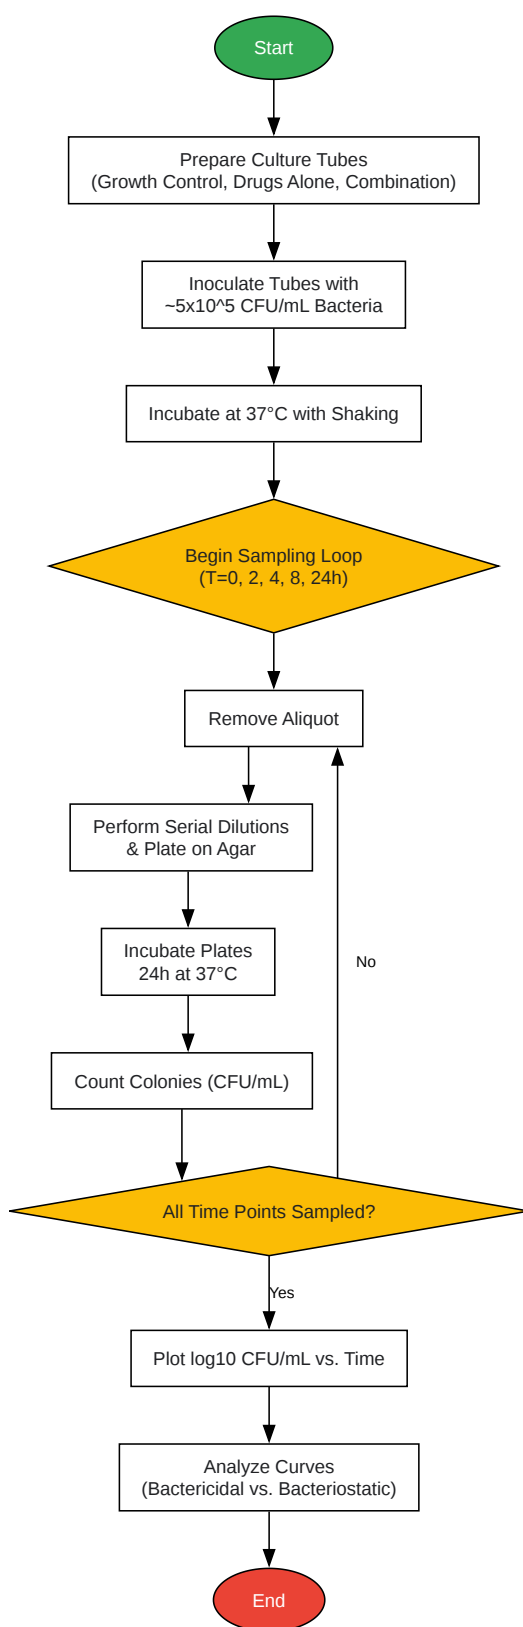 Start
Prepare Culture Tubes
(Growth Control, Drugs Alone, Combination)
Inoculate Tubes with
~5x10^5 CFU/mL Bacteria
Incubate at 37°C with Shaking
Begin Sampling Loop
(T=0, 2, 4, 8, 24h)
Remove Aliquot
Perform Serial Dilutions
& Plate on Agar
Incubate Plates
24h at 37°C
No
Count Colonies (CFU/mL)
All Time Points Sampled?
Yes
Plot log10 CFU/mL vs. Time
Analyze Curves
(Bactericidal vs. Bacteriostatic)
End